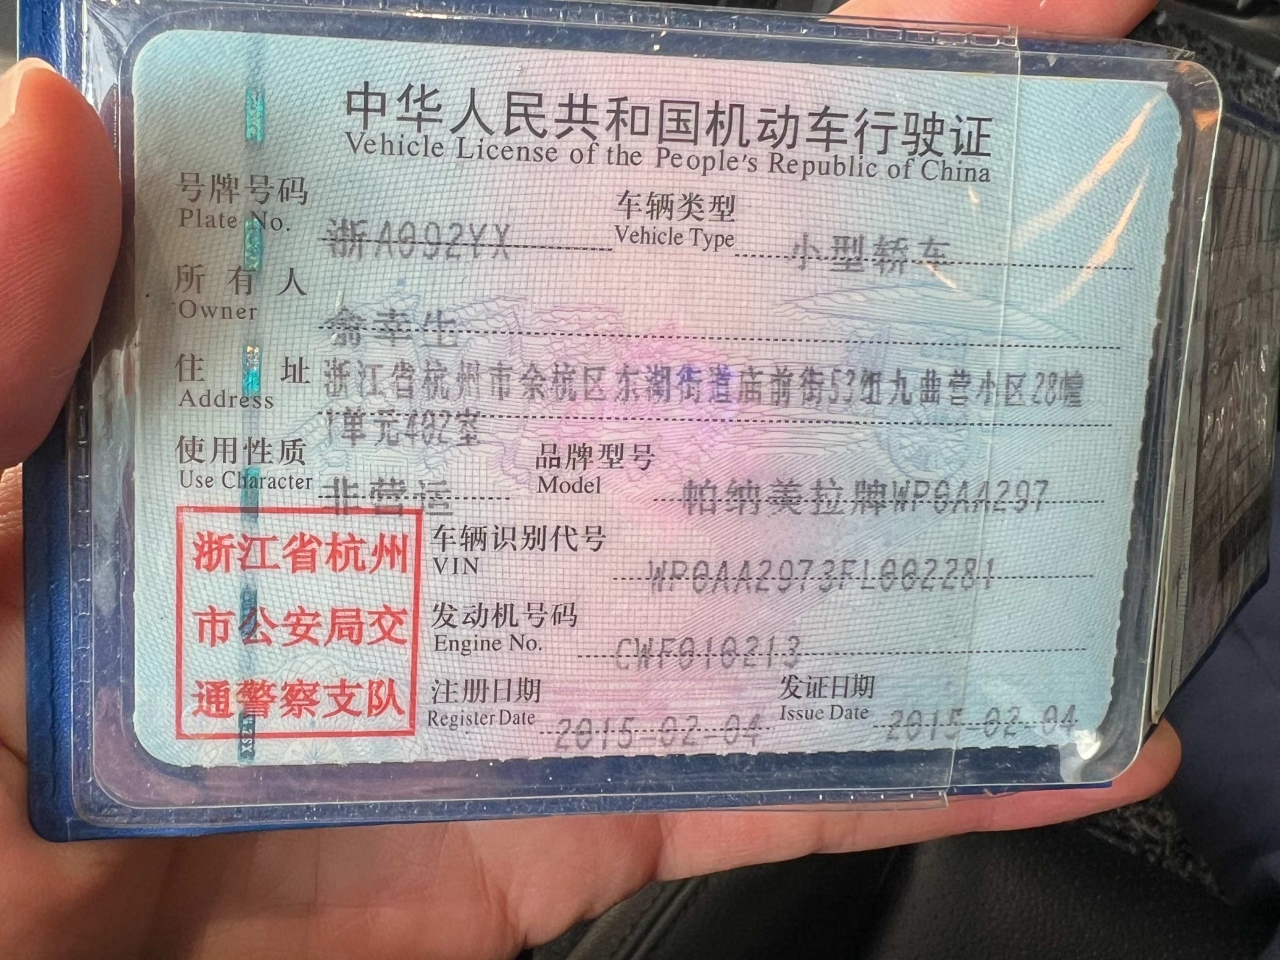 中华人民共和国机动车行驶证
Vehicle License of the People's Republic of China
号牌号码 浙A092YX 车辆类型 小型轿车
Plate No. Vehicle Type
所有人 俞幸生
Owner
住址 浙江省杭州市余杭区东湖街道庙前街53组九曲营小区28幢
Address 1单元402室
使用性质 非营运 品牌型号 帕纳美拉牌WP0AA297
Use Character Model
浙江省杭州
市公安局交
通警察支队
车辆识别代号 WP0AA2973FL002281
VIN
发动机号码 CWF010213
Engine No.
注册日期 2015-02-04 发证日期 2015-02-04
Register Date Issue Date